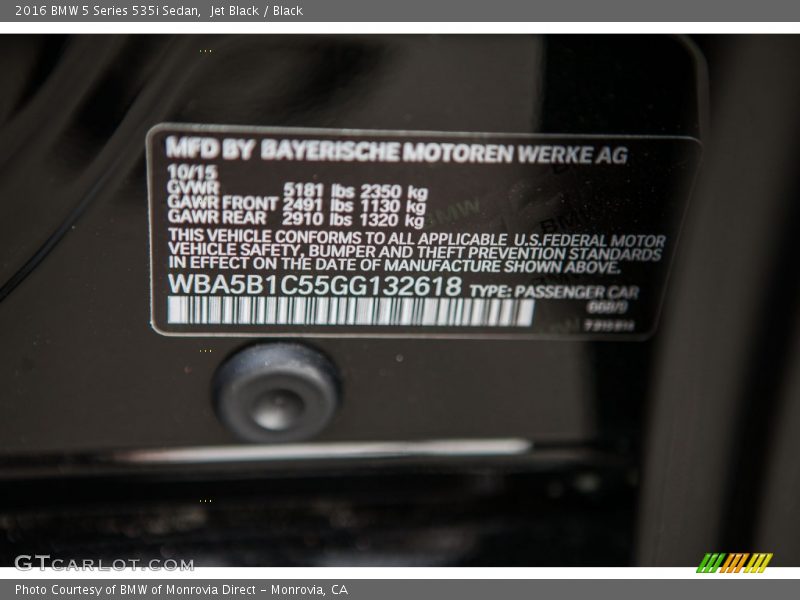 2016 BMW 5 Series 535i Sedan, Jet Black / Black
MFD BY BAYERISCHE MOTOREN WERKE AG
10/15
GVWR 5181 lbs 2350 kg
GAWR FRONT 2491 lbs 1130 kg
GAWR REAR 2910 lbs 1320 kg
THIS VEHICLE CONFORMS TO ALL APPLICABLE U.S.FEDERAL MOTOR
VEHICLE SAFETY, BUMPER AND THEFT PREVENTION STANDARDS
IN EFFECT ON THE DATE OF MANUFACTURE SHOWN ABOVE.
WBA5B1C55GG132618 TYPE: PASSENGER CAR
GTCARLOT.COM
Photo Courtesy of BMW of Monrovia Direct – Monrovia, CA